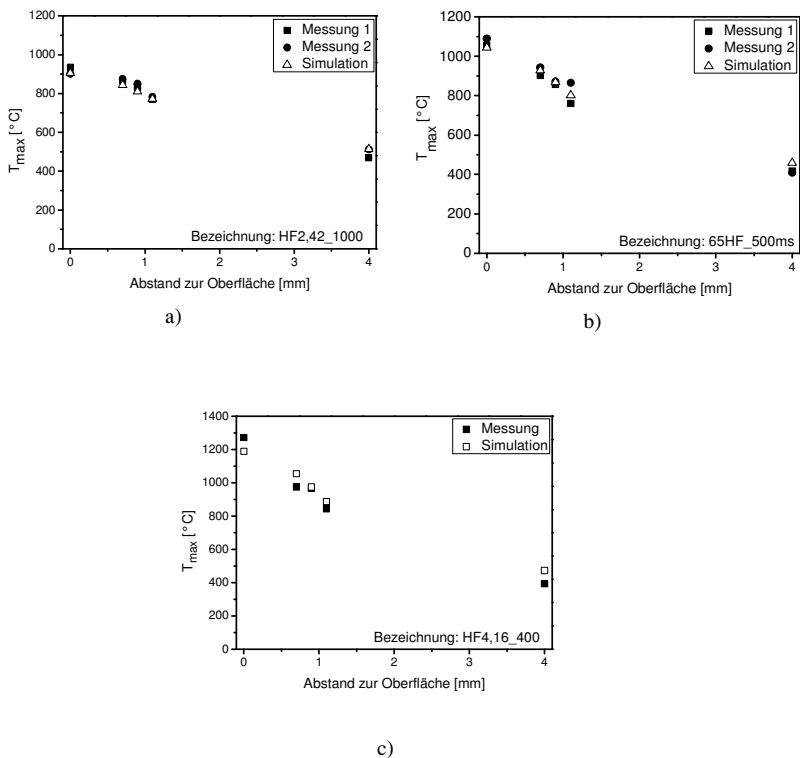 1200
1000
800
600
400
200
0
T_max [°C]
Messung 1
Messung 2
Simulation
Bezeichnung: HF2,42_1000
0 1 2 3 4
Abstand zur Oberfläche [mm]
a)
1200
1000
800
600
400
200
0
T_max [°C]
Messung 1
Messung 2
Simulation
Bezeichnung: 65HF_500ms
0 1 2 3 4
Abstand zur Oberfläche [mm]
b)
1400
1200
1000
800
600
400
200
0
T_max [°C]
Messung
Simulation
Bezeichnung: HF4,16_400
0 1 2 3 4
Abstand zur Oberfläche [mm]
c)